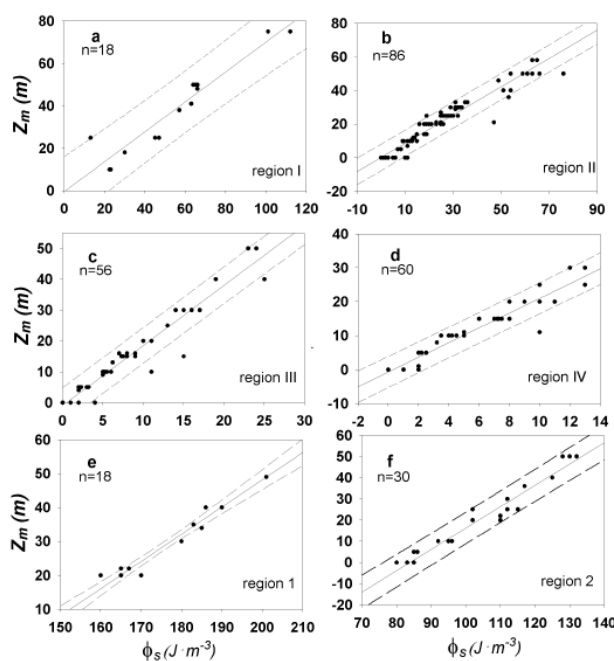 a
n=18
Z_m (m)
80
60
40
20
0
0 20 40 60 80 100 120
region I
b
n=86
80
60
40
20
0
-20
-10 10 30 50 70 90
region II
c
n=56
Z_m (m)
50
40
30
20
10
0
0 5 10 15 20 25 30
region III
d
n=60
40
30
20
10
0
-10
-2 0 2 4 6 8 10 12 14
region IV
e
n=18
Z_m (m)
60
50
40
30
20
10
150 160 170 180 190 200 210
region 1
ϕ_s (J·m⁻³)
f
n=30
60
50
40
30
20
10
0
-10
-20
70 80 90 100 110 120 130 140
region 2
ϕ_s (J·m⁻³)